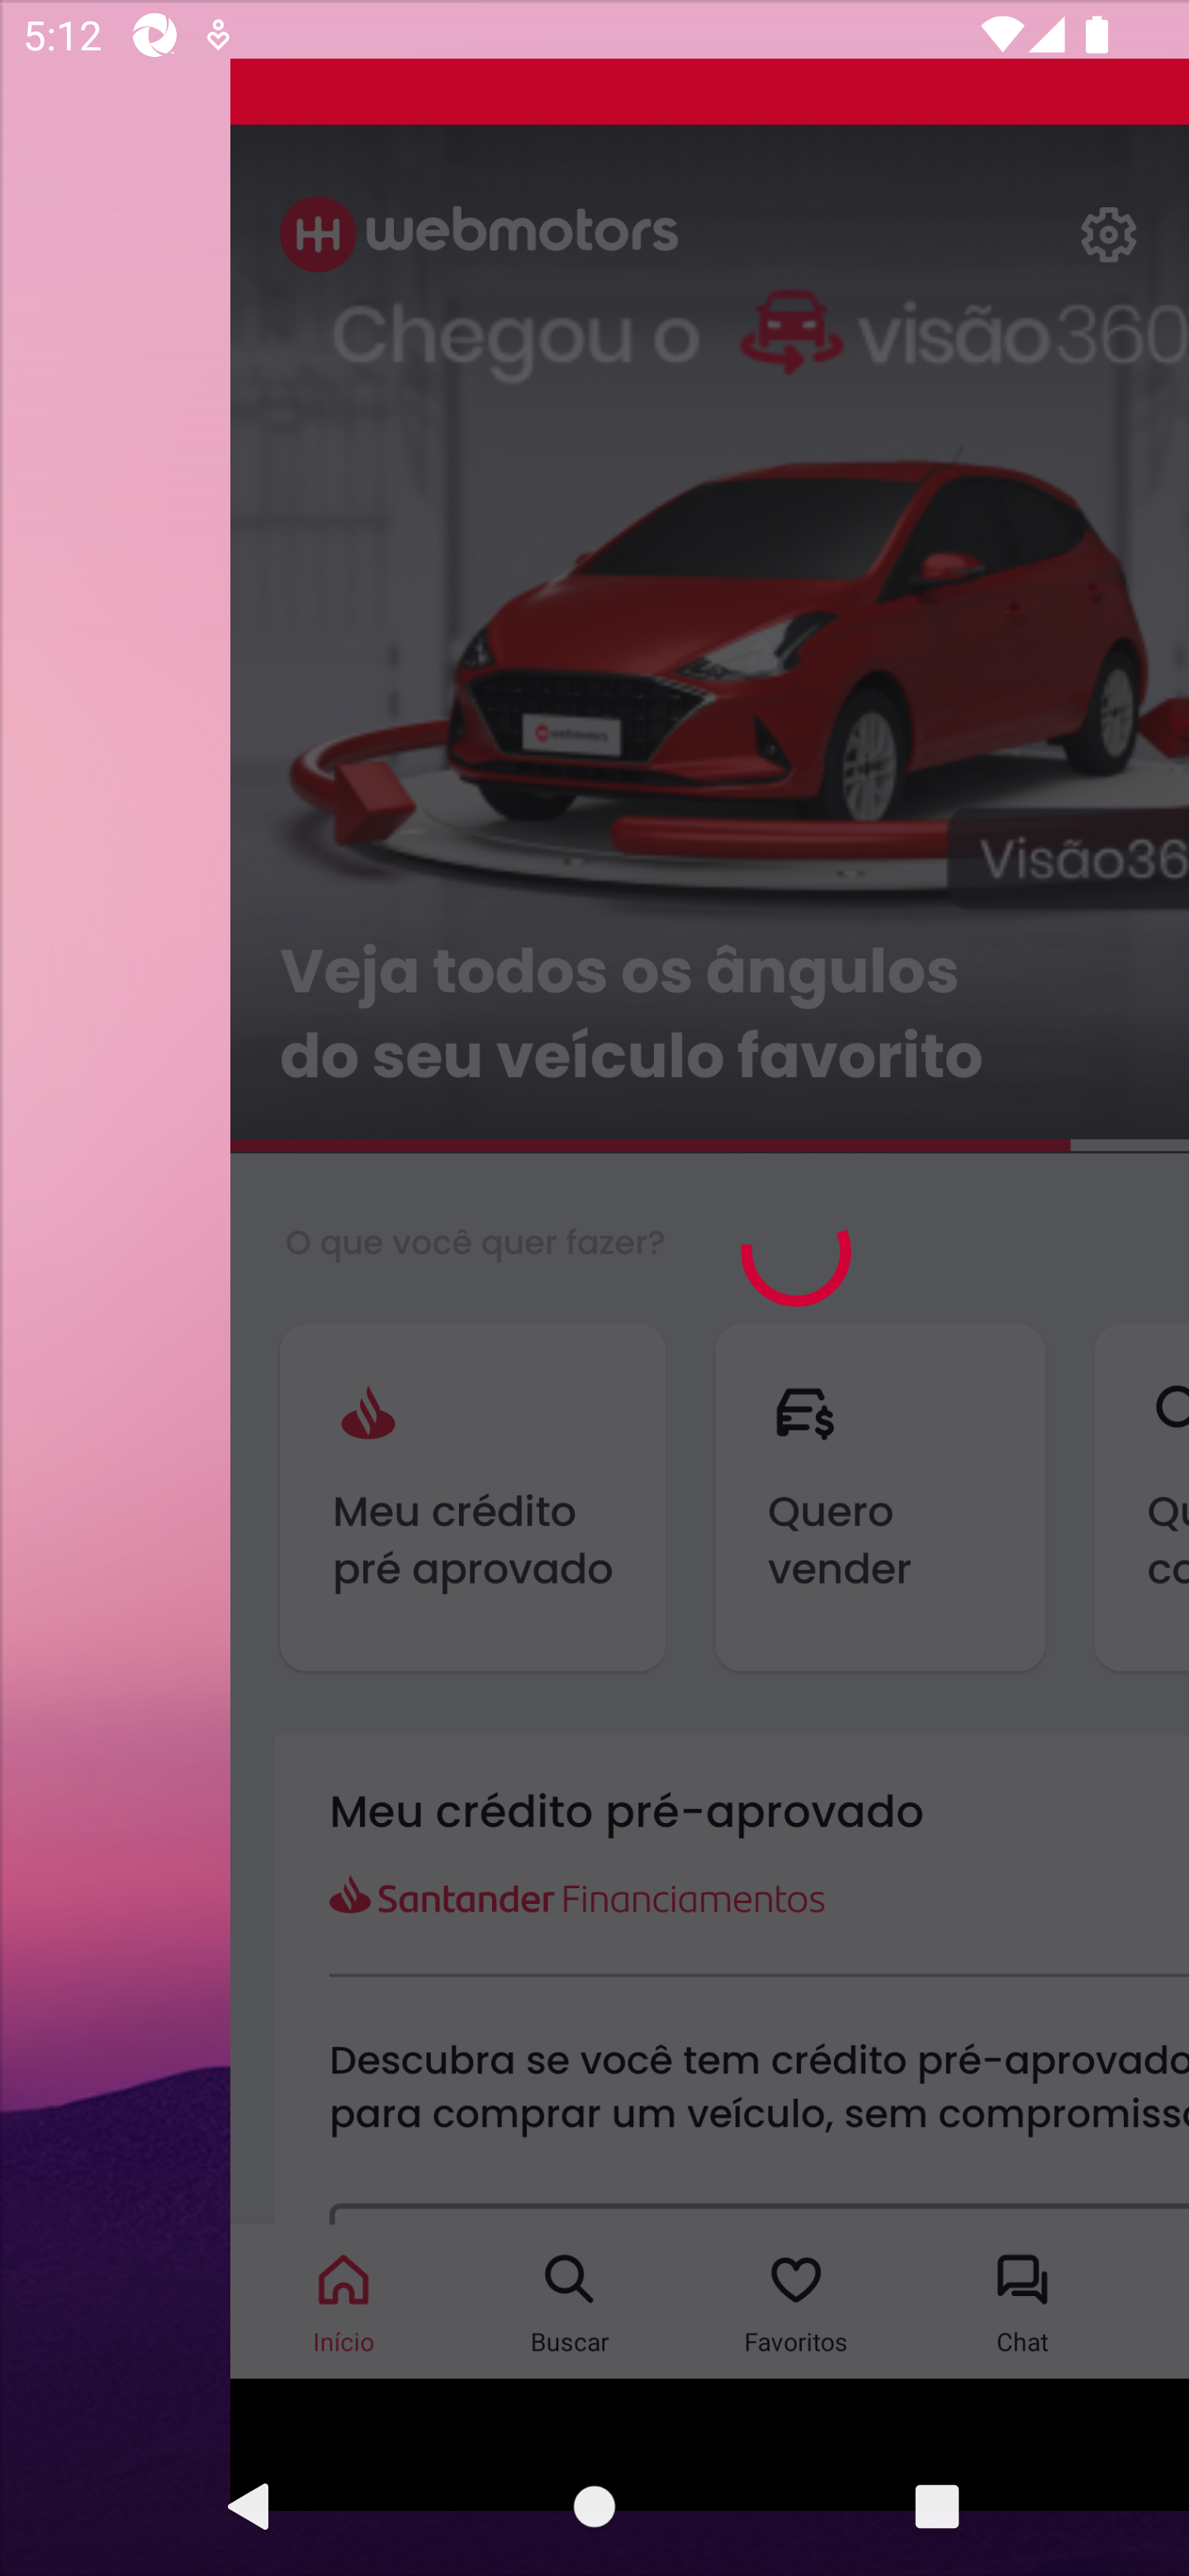 5:12
webmotors
Chegou o visão360
webmotors
Visão36
Veja todos os ângulos
do seu veículo favorito
O que você quer fazer?
Meu crédito
pré aprovado
Quero
vender
Qu
co
Meu crédito pré-aprovado
Santander Financiamentos
Descubra se você tem crédito pré-aprovado
para comprar um veículo, sem compromisso
Início
Buscar
Favoritos
Chat